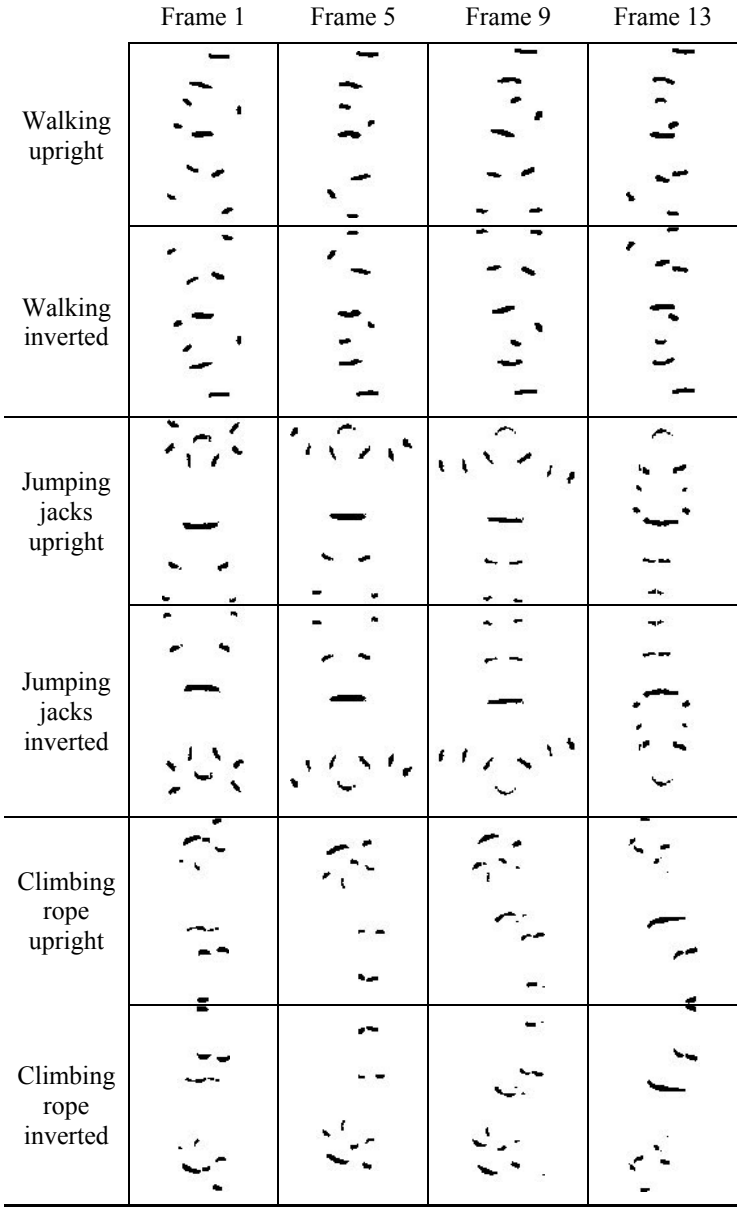 Frame 1 Frame 5 Frame 9 Frame 13
Walking
upright
Walking
inverted
Jumping
jacks
upright
Jumping
jacks
inverted
Climbing
rope
upright
Climbing
rope
inverted